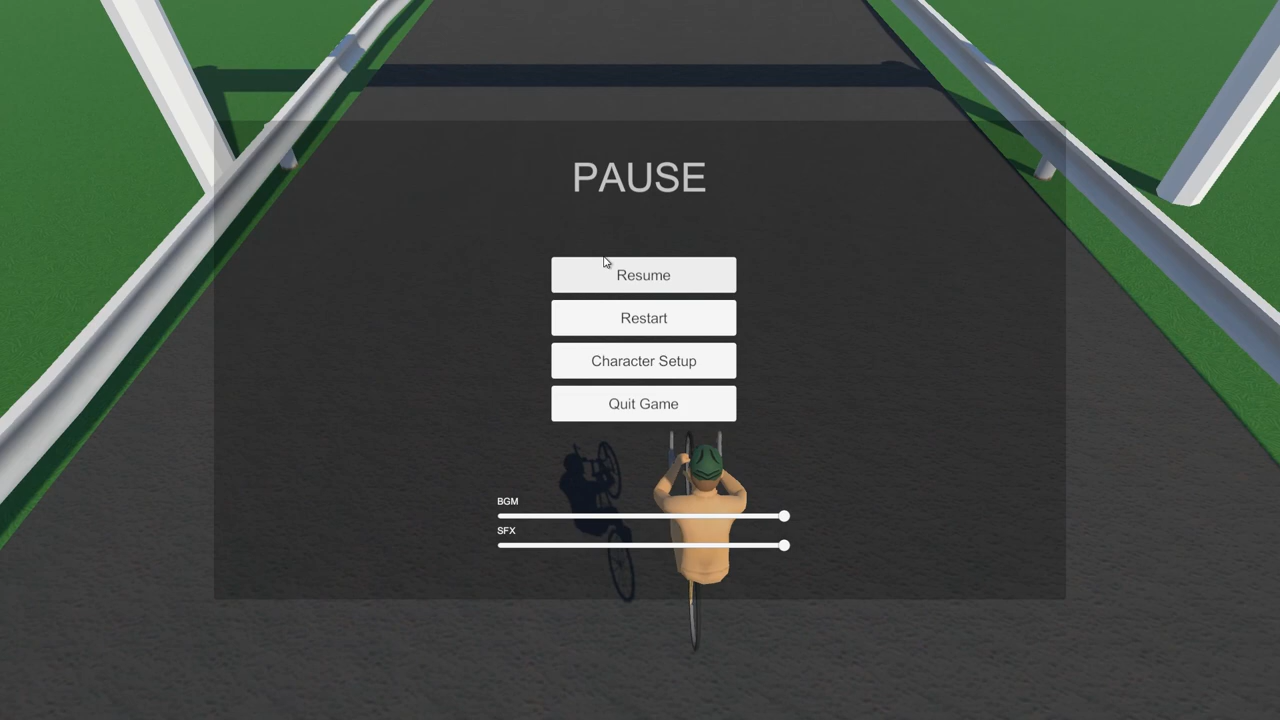 PAUSE
Resume
Restart
Character Setup
Quit Game
BGM
SFX